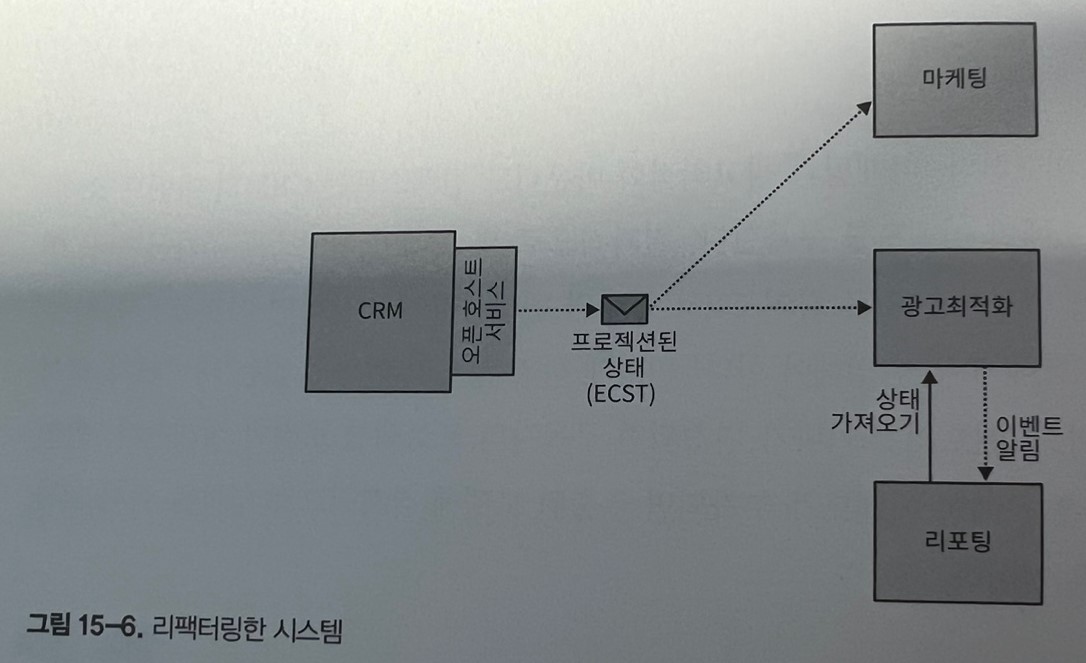 마케팅
CRM
오픈 호스트
서비스
프로젝션된
상태
(ECST)
광고최적화
상태
가져오기
이벤트
알림
리포팅
그림 15-6. 리팩터링한 시스템